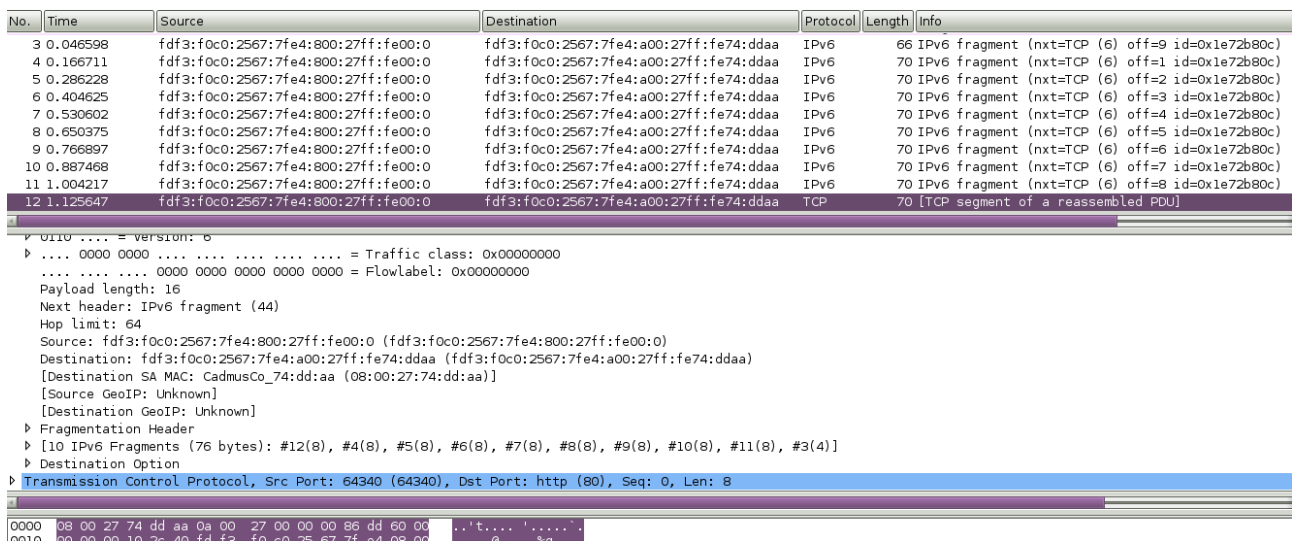 No. Time Source Destination Protocol Length Info
3 0.046598 fdf3:f0c0:2567:7fe4:800:27ff:fe00:0 fdf3:f0c0:2567:7fe4:a00:27ff:fe74:ddaa IPv6 66 IPv6 fragment (nxt=TCP (6) off=9 id=0x1e72b80c)
4 0.166711 fdf3:f0c0:2567:7fe4:800:27ff:fe00:0 fdf3:f0c0:2567:7fe4:a00:27ff:fe74:ddaa IPv6 70 IPv6 fragment (nxt=TCP (6) off=1 id=0x1e72b80c)
5 0.286228 fdf3:f0c0:2567:7fe4:800:27ff:fe00:0 fdf3:f0c0:2567:7fe4:a00:27ff:fe74:ddaa IPv6 70 IPv6 fragment (nxt=TCP (6) off=2 id=0x1e72b80c)
6 0.404625 fdf3:f0c0:2567:7fe4:800:27ff:fe00:0 fdf3:f0c0:2567:7fe4:a00:27ff:fe74:ddaa IPv6 70 IPv6 fragment (nxt=TCP (6) off=3 id=0x1e72b80c)
7 0.530602 fdf3:f0c0:2567:7fe4:800:27ff:fe00:0 fdf3:f0c0:2567:7fe4:a00:27ff:fe74:ddaa IPv6 70 IPv6 fragment (nxt=TCP (6) off=4 id=0x1e72b80c)
8 0.650375 fdf3:f0c0:2567:7fe4:800:27ff:fe00:0 fdf3:f0c0:2567:7fe4:a00:27ff:fe74:ddaa IPv6 70 IPv6 fragment (nxt=TCP (6) off=5 id=0x1e72b80c)
9 0.766897 fdf3:f0c0:2567:7fe4:800:27ff:fe00:0 fdf3:f0c0:2567:7fe4:a00:27ff:fe74:ddaa IPv6 70 IPv6 fragment (nxt=TCP (6) off=6 id=0x1e72b80c)
10 0.887468 fdf3:f0c0:2567:7fe4:800:27ff:fe00:0 fdf3:f0c0:2567:7fe4:a00:27ff:fe74:ddaa IPv6 70 IPv6 fragment (nxt=TCP (6) off=7 id=0x1e72b80c)
11 1.004217 fdf3:f0c0:2567:7fe4:800:27ff:fe00:0 fdf3:f0c0:2567:7fe4:a00:27ff:fe74:ddaa IPv6 70 IPv6 fragment (nxt=TCP (6) off=8 id=0x1e72b80c)
12 1.125647 fdf3:f0c0:2567:7fe4:800:27ff:fe00:0 fdf3:f0c0:2567:7fe4:a00:27ff:fe74:ddaa TCP 70 [TCP segment of a reassembled PDU]
0110 .... = Version: 6
.... 0000 0000 .... .... .... .... .... = Traffic class: 0x00000000
.... .... .... 0000 0000 0000 0000 0000 = Flowlabel: 0x00000000
Payload length: 16
Next header: IPv6 fragment (44)
Hop limit: 64
Source: fdf3:f0c0:2567:7fe4:800:27ff:fe00:0 (fdf3:f0c0:2567:7fe4:800:27ff:fe00:0)
Destination: fdf3:f0c0:2567:7fe4:a00:27ff:fe74:ddaa (fdf3:f0c0:2567:7fe4:a00:27ff:fe74:ddaa)
[Destination SA MAC: CadmusCo_74:dd:aa (08:00:27:74:dd:aa)]
[Source GeoIP: Unknown]
[Destination GeoIP: Unknown]
Fragmentation Header
[10 IPv6 Fragments (76 bytes): #12(8), #4(8), #5(8), #6(8), #7(8), #8(8), #9(8), #10(8), #11(8), #3(4)]
Destination Option
Transmission Control Protocol, Src Port: 64340 (64340), Dst Port: http (80), Seq: 0, Len: 8
0000 08 00 27 74 dd aa 0a 00 27 00 00 00 86 dd 60 00 ..'t.... '.....`.
0010 00 00 00 10 2c 40 fd f3 f0 c0 25 67 7f e4 08 00